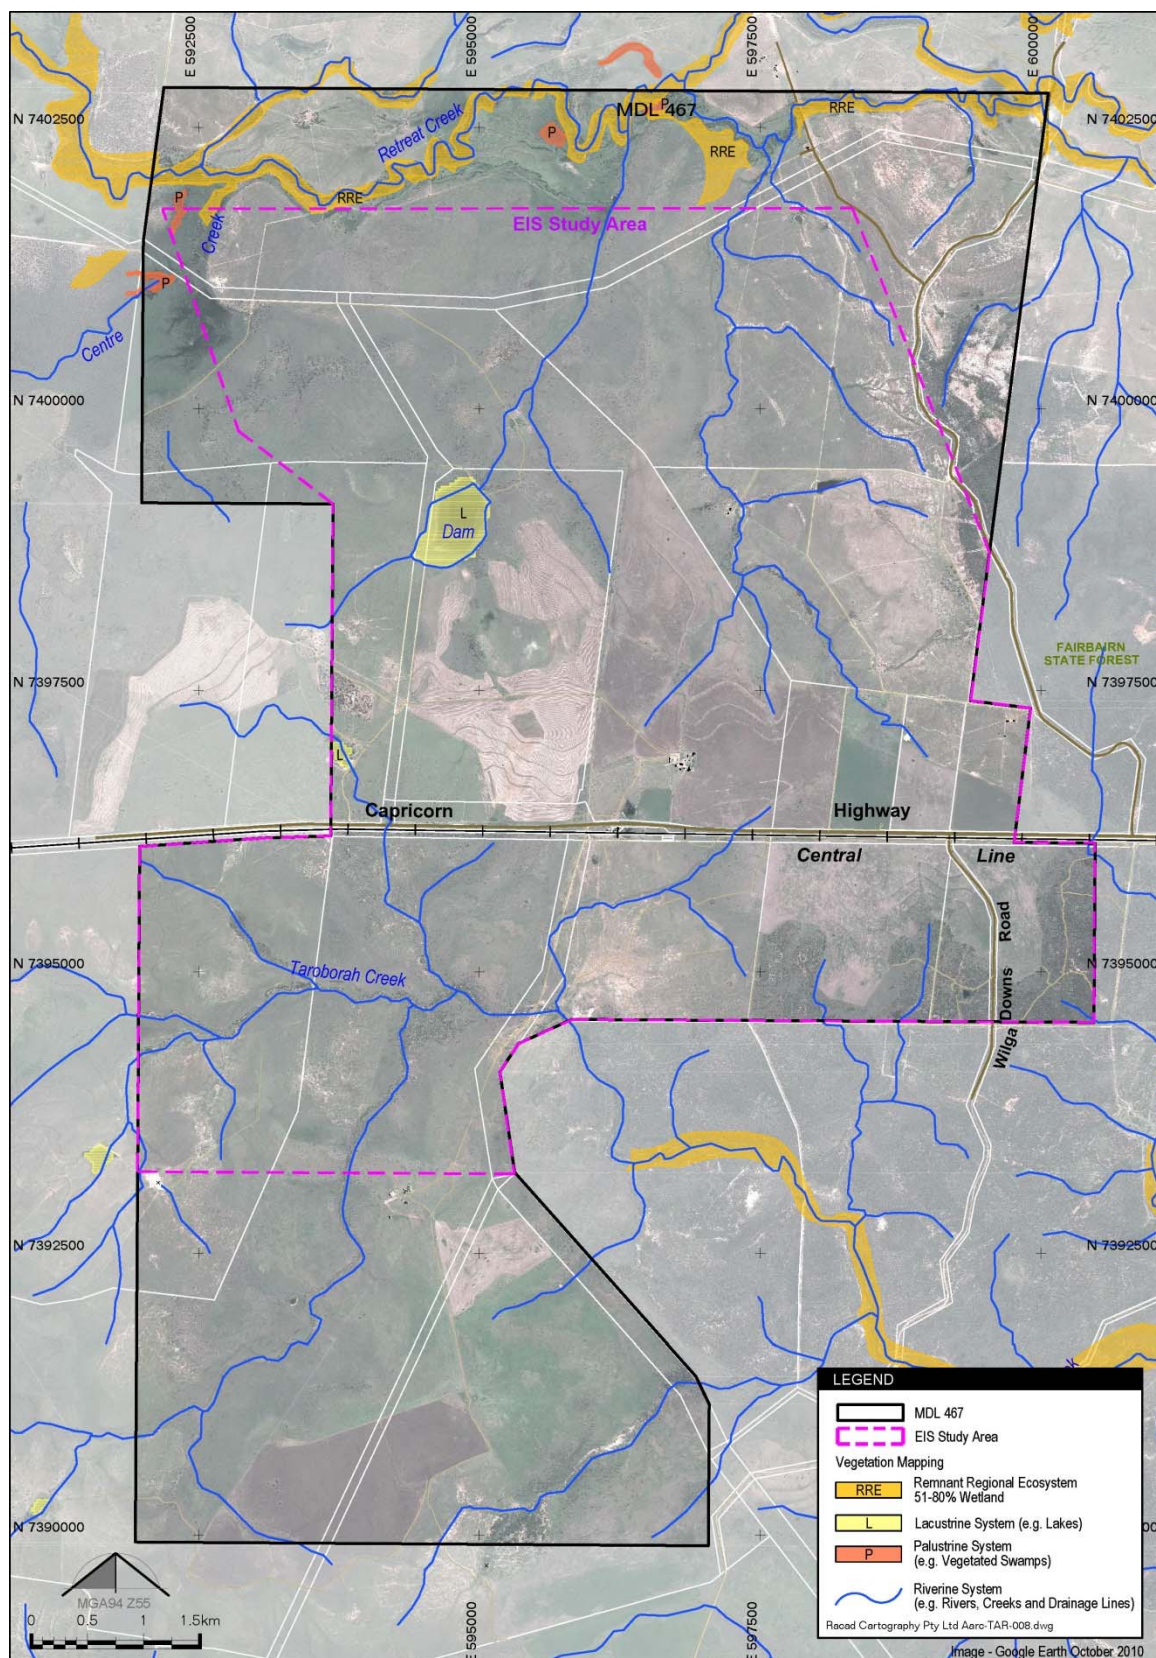 E 592500
E 595000
E 597500
E 600000
N 7402500
N 7402500
P
MDL 467
RRE
Retreat Creek
P
RRE
P
RRE
Creek
EIS Study Area
P
Centre
N 7400000
N 7400000
L
Dam
FAIRBAIRN
STATE FOREST
N 7397500
N 7397500
L
Capricorn
Highway
Central
Line
Wilga Downs Road
N 7395000
N 7395000
Taroborah Creek
N 7392500
N 7392500
k
LEGEND
MDL 467
EIS Study Area
Vegetation Mapping
RRE
Remnant Regional Ecosystem
51-80% Wetland
L
Lacustrine System (e.g. Lakes)
P
Palustrine System
(e.g. Vegetated Swamps)
Riverine System
(e.g. Rivers, Creeks and Drainage Lines)
Racad Cartography Pty Ltd Aarc-TAR-008.dwg
N 7390000
MGA94 Z55
0 0.5 1 1.5km
E 595000
E 597500
Image - Google Earth October 2010